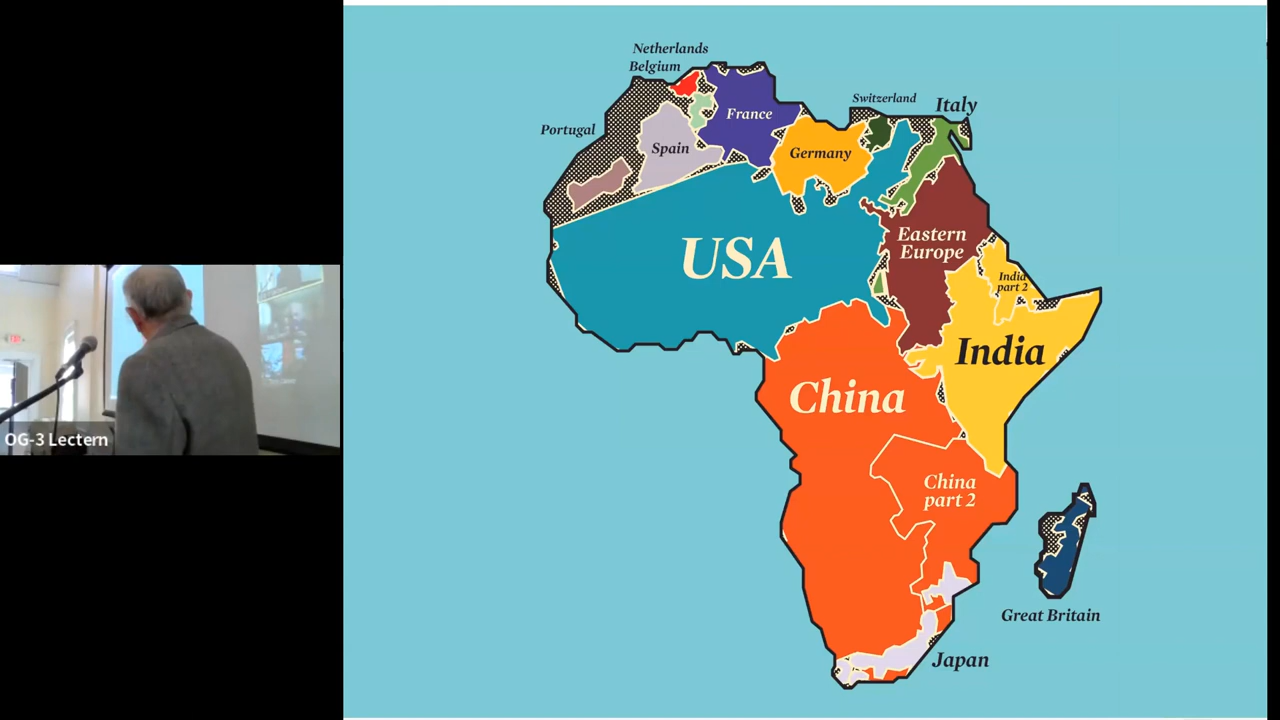 Netherlands
Belgium
Switzerland
Italy
France
Portugal
Spain
Germany
Eastern
Europe
USA
India
part 2
India
China
China
part 2
OG-3 Lectern
Great Britain
Japan